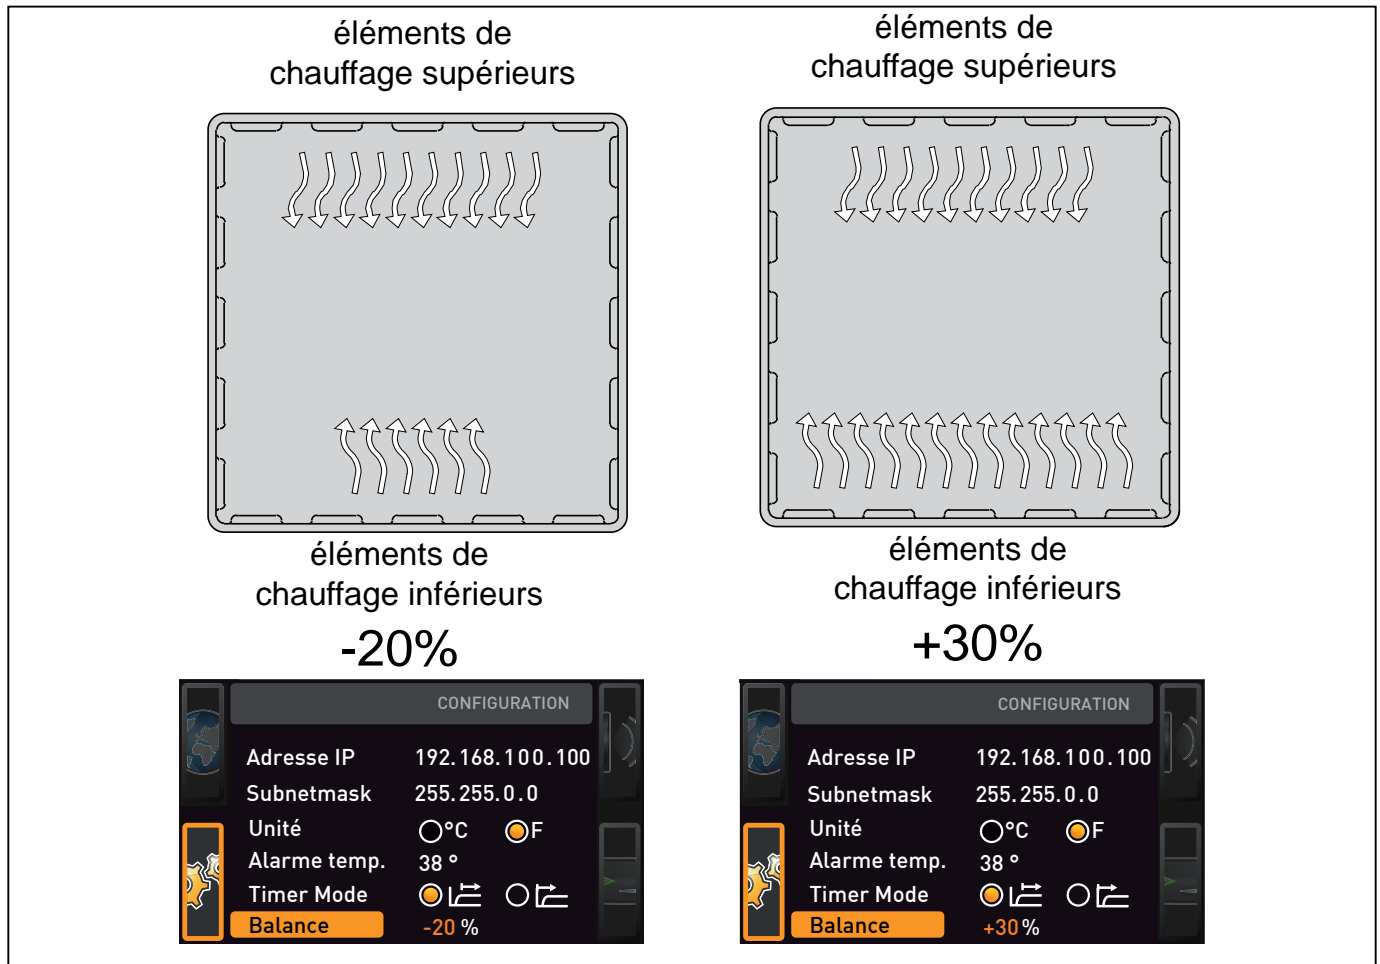 éléments de
chauffage supérieurs
éléments de
chauffage inférieurs
-20%
CONFIGURATION
Adresse IP 192.168.100.100
Subnetmask 255.255.0.0
Unité °C F
Alarme temp. 38 °
Timer Mode
Balance -20 %
éléments de
chauffage supérieurs
éléments de
chauffage inférieurs
+30%
CONFIGURATION
Adresse IP 192.168.100.100
Subnetmask 255.255.0.0
Unité °C F
Alarme temp. 38 °
Timer Mode
Balance +30 %